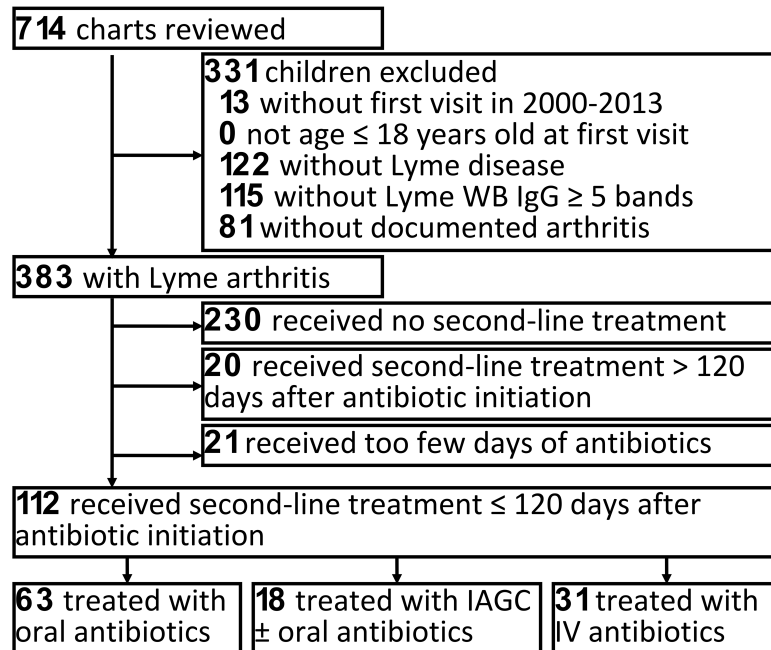 714 charts reviewed
331 children excluded
13 without first visit in 2000-2013
0 not age ≤ 18 years old at first visit
122 without Lyme disease
115 without Lyme WB IgG ≥ 5 bands
81 without documented arthritis
383 with Lyme arthritis
230 received no second-line treatment
20 received second-line treatment > 120
days after antibiotic initiation
21 received too few days of antibiotics
112 received second-line treatment ≤ 120 days after
antibiotic initiation
63 treated with
oral antibiotics
18 treated with IAGC
± oral antibiotics
31 treated with
IV antibiotics